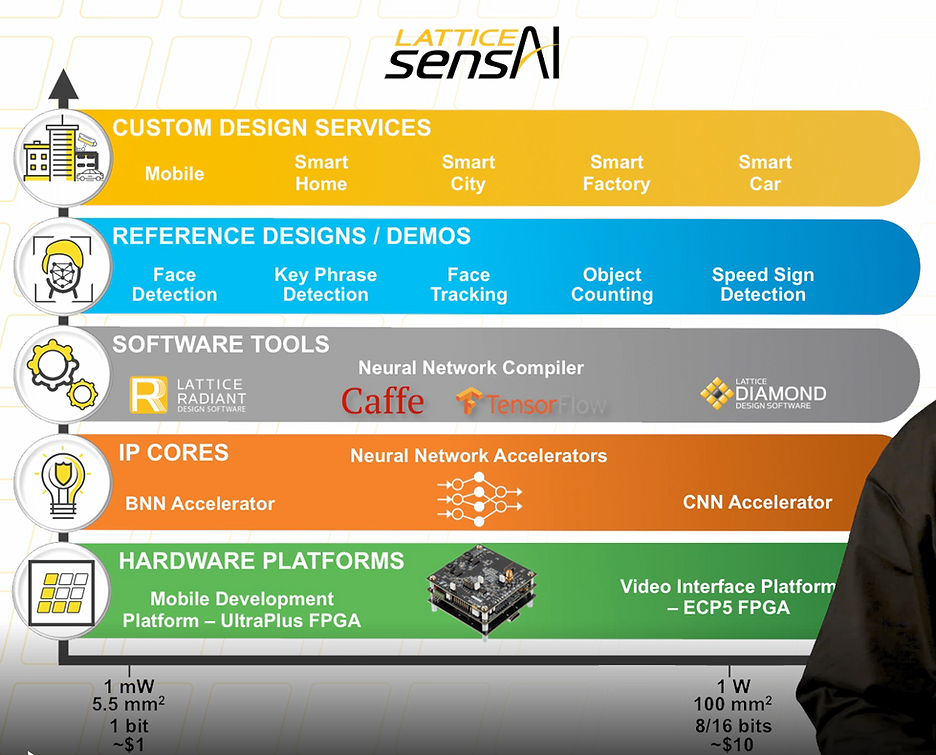 LATTICE
sensAI
CUSTOM DESIGN SERVICES
Mobile
Smart
Home
Smart
City
Smart
Factory
Smart
Car
REFERENCE DESIGNS / DEMOS
Face
Detection
Key Phrase
Detection
Face
Tracking
Object
Counting
Speed Sign
Detection
SOFTWARE TOOLS
Neural Network Compiler
LATTICE
RADIANT
DESIGN SOFTWARE
Caffe
TensorFlow
LATTICE
DIAMOND
DESIGN SOFTWARE
IP CORES
Neural Network Accelerators
BNN Accelerator
CNN Accelerator
HARDWARE PLATFORMS
Mobile Development
Platform – UltraPlus FPGA
Video Interface Platform
– ECP5 FPGA
1 mW
5.5 mm²
1 bit
~$1
1 W
100 mm²
8/16 bits
~$10